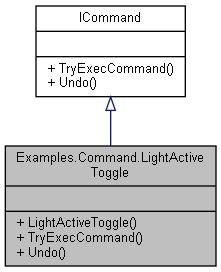 ICommand
+ TryExecCommand()
+ Undo()
Examples.Command.LightActive
Toggle
+ LightActiveToggle()
+ TryExecCommand()
+ Undo()